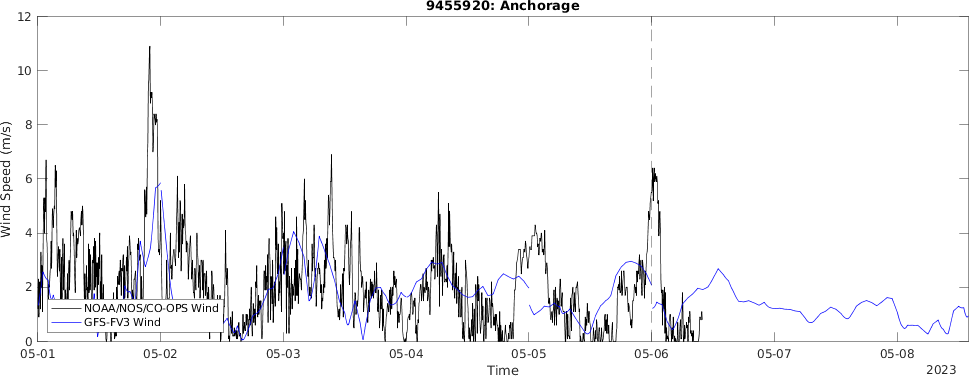 9455920: Anchorage
12
10
8
6
4
2
0
Wind Speed (m/s)
NOAA/NOS/CO-OPS Wind
GFS-FV3 Wind
05-01 05-02 05-03 05-04 05-05 05-06 05-07 05-08
Time
2023